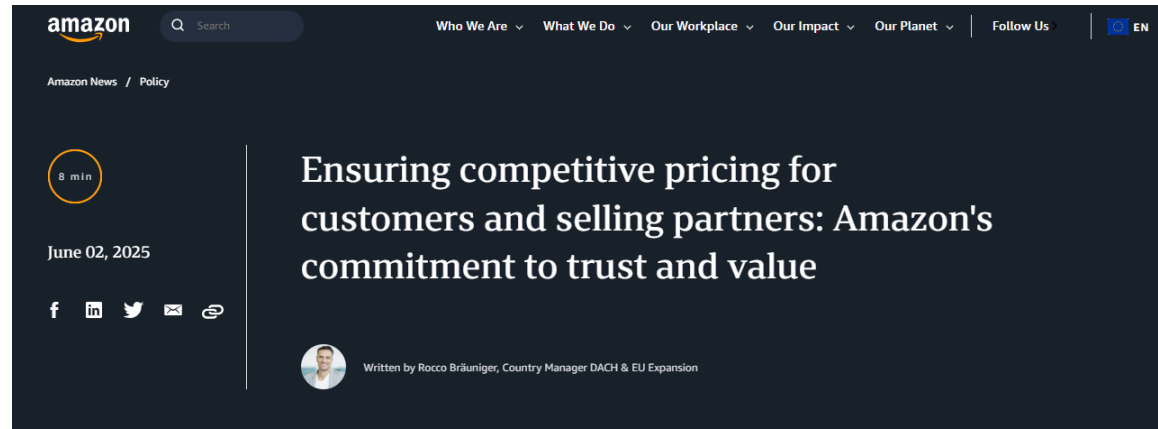 amazon
Search
Who We Are
What We Do
Our Workplace
Our Impact
Our Planet
Follow Us
EN
Amazon News / Policy
8 min
June 02, 2025
Ensuring competitive pricing for
customers and selling partners: Amazon's
commitment to trust and value
Written by Rocco Bräuniger, Country Manager DACH & EU Expansion